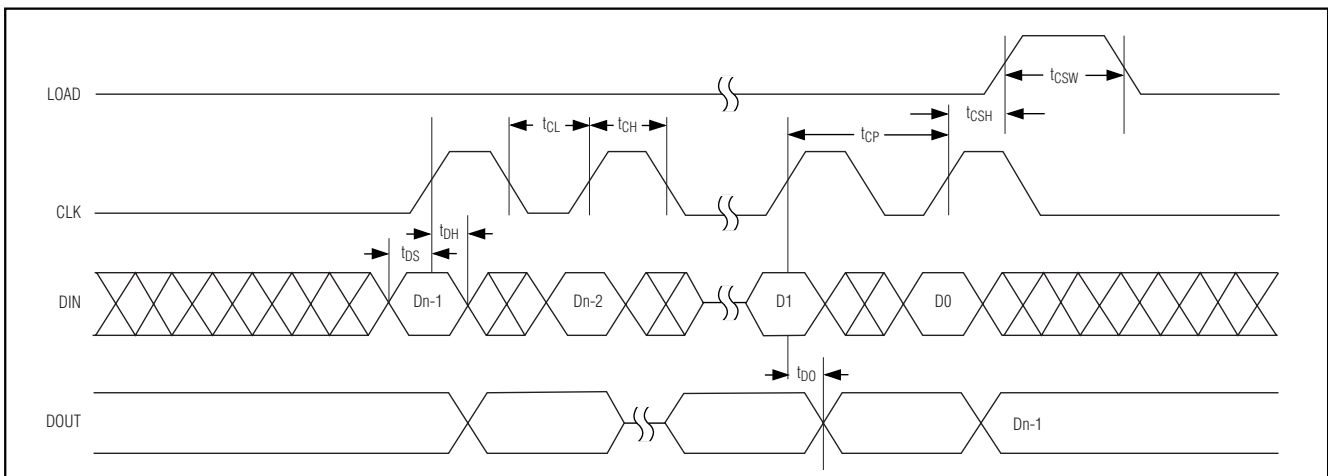 LOAD
tCSW
tCSH
tCL
tCH
tCP
CLK
tDH
tDS
DIN
Dn-1
Dn-2
D1
D0
tDO
DOUT
Dn-1